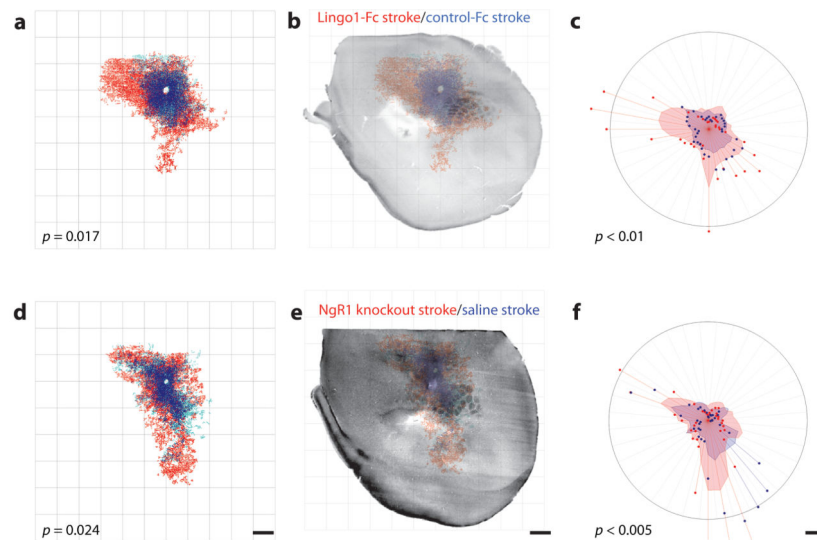 a
b
Lingo1-Fc stroke/control-Fc stroke
c
p = 0.017
p < 0.01
d
e
NgR1 knockout stroke/saline stroke
f
p = 0.024
p < 0.005